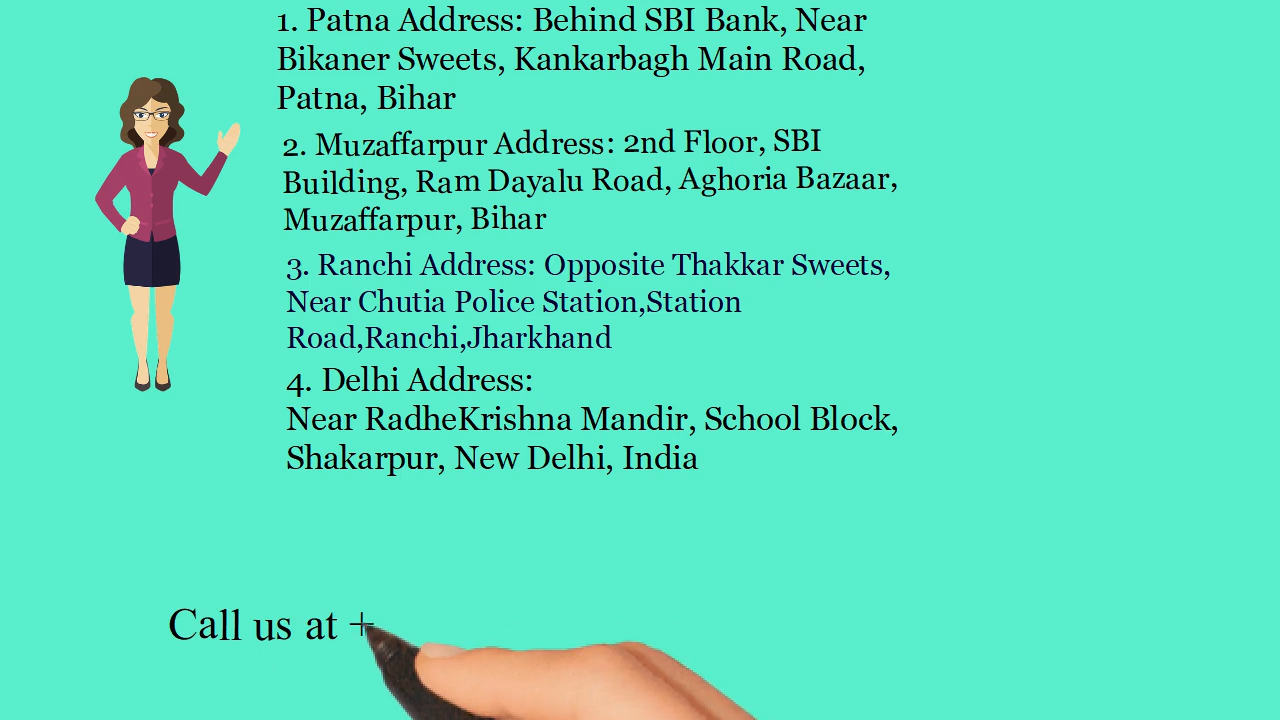 1. Patna Address: Behind SBI Bank, Near
Bikaner Sweets, Kankarbagh Main Road,
Patna, Bihar
2. Muzaffarpur Address: 2nd Floor, SBI
Building, Ram Dayalu Road, Aghoria Bazaar,
Muzaffarpur, Bihar
3. Ranchi Address: Opposite Thakkar Sweets,
Near Chutia Police Station,Station
Road,Ranchi,Jharkhand
4. Delhi Address:
Near RadheKrishna Mandir, School Block,
Shakarpur, New Delhi, India
Call us at +